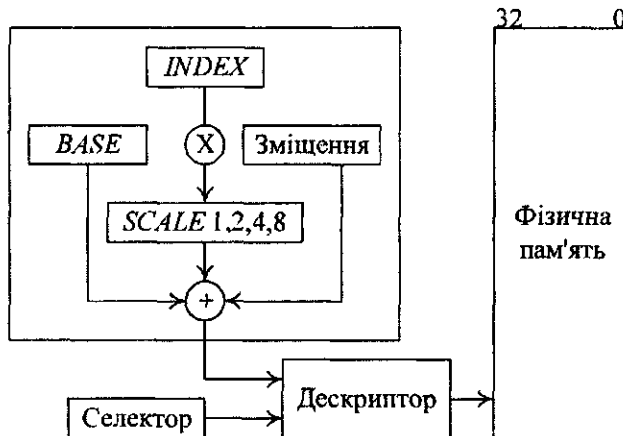 32 0
INDEX
BASE X Зміщення
SCALE 1,2,4,8
Фізична
пам'ять
+
Дескриптор
Селектор